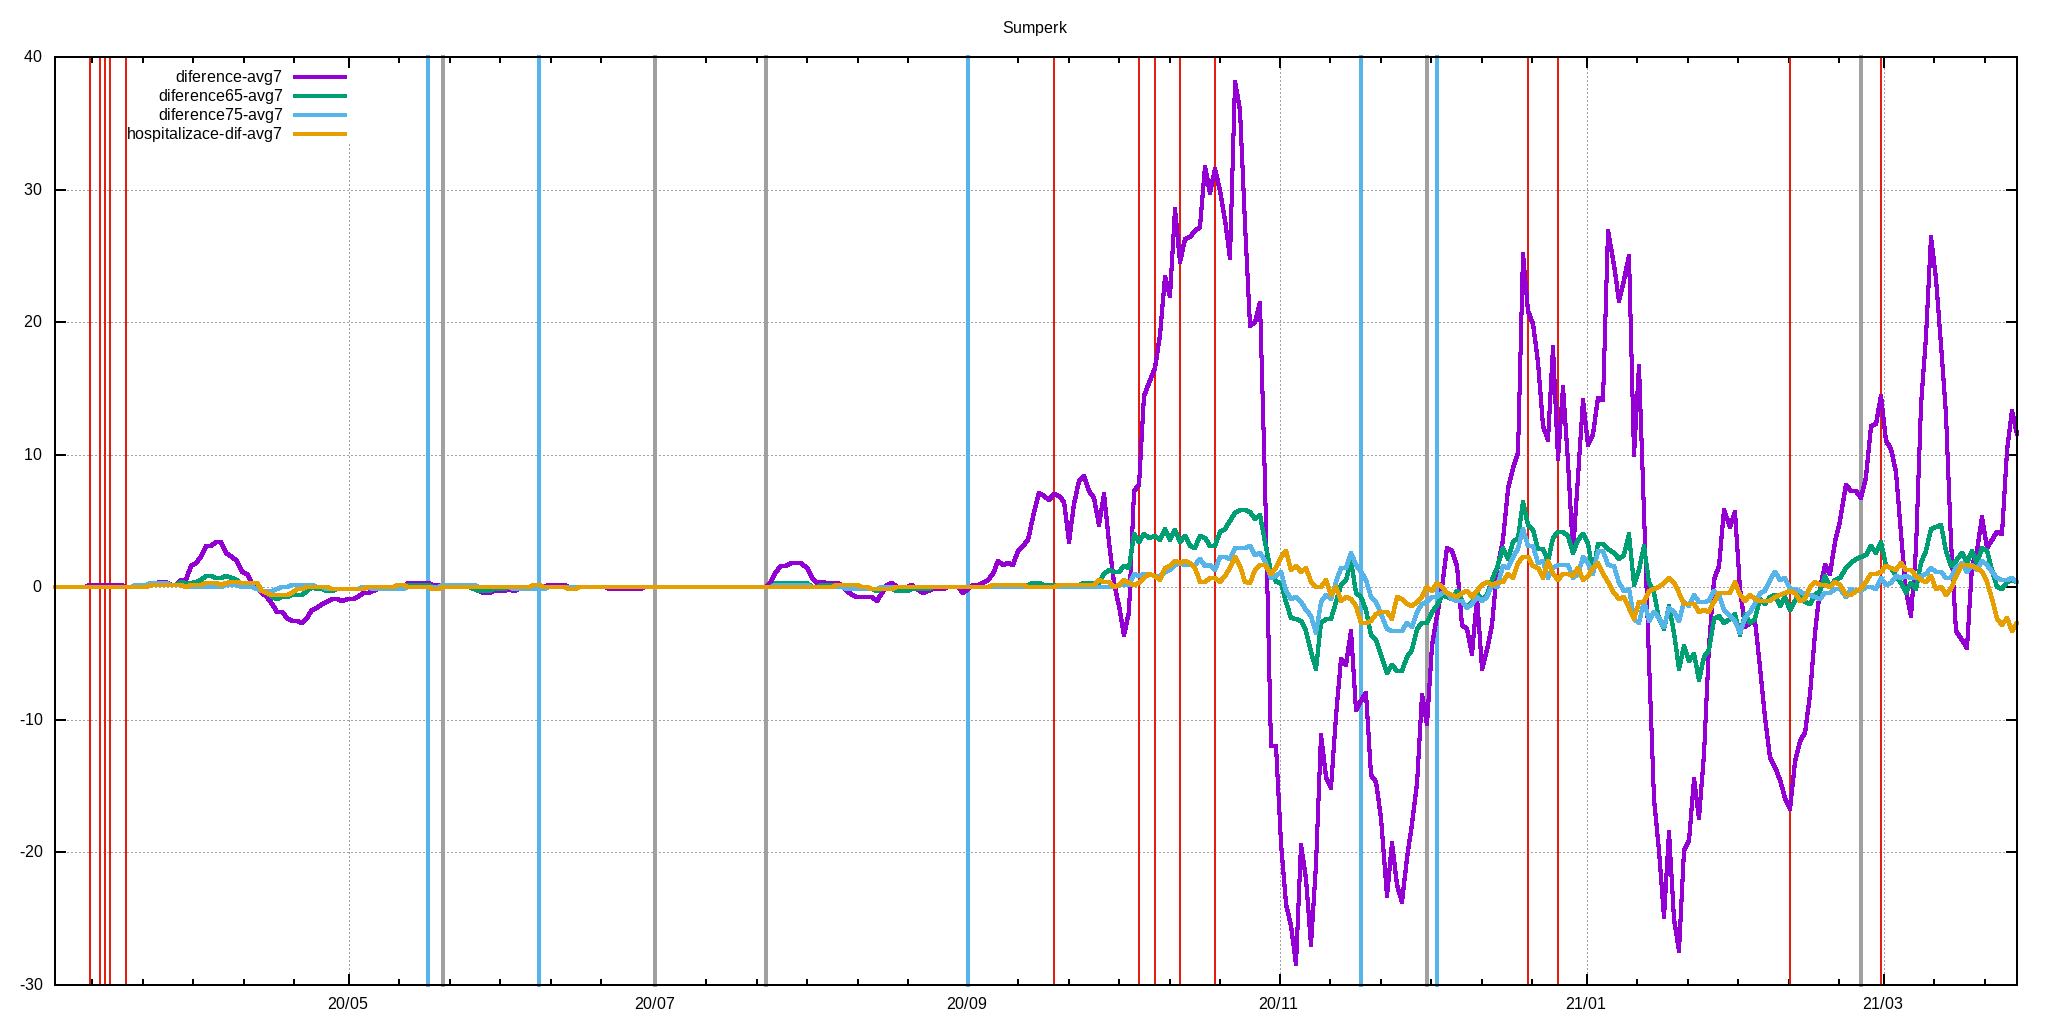 Sumperk
40
diference-avg7
diference65-avg7
diference75-avg7
hospitalizace-dif-avg7
30
20
10
0
-10
-20
-30
20/05
20/07
20/09
20/11
21/01
21/03